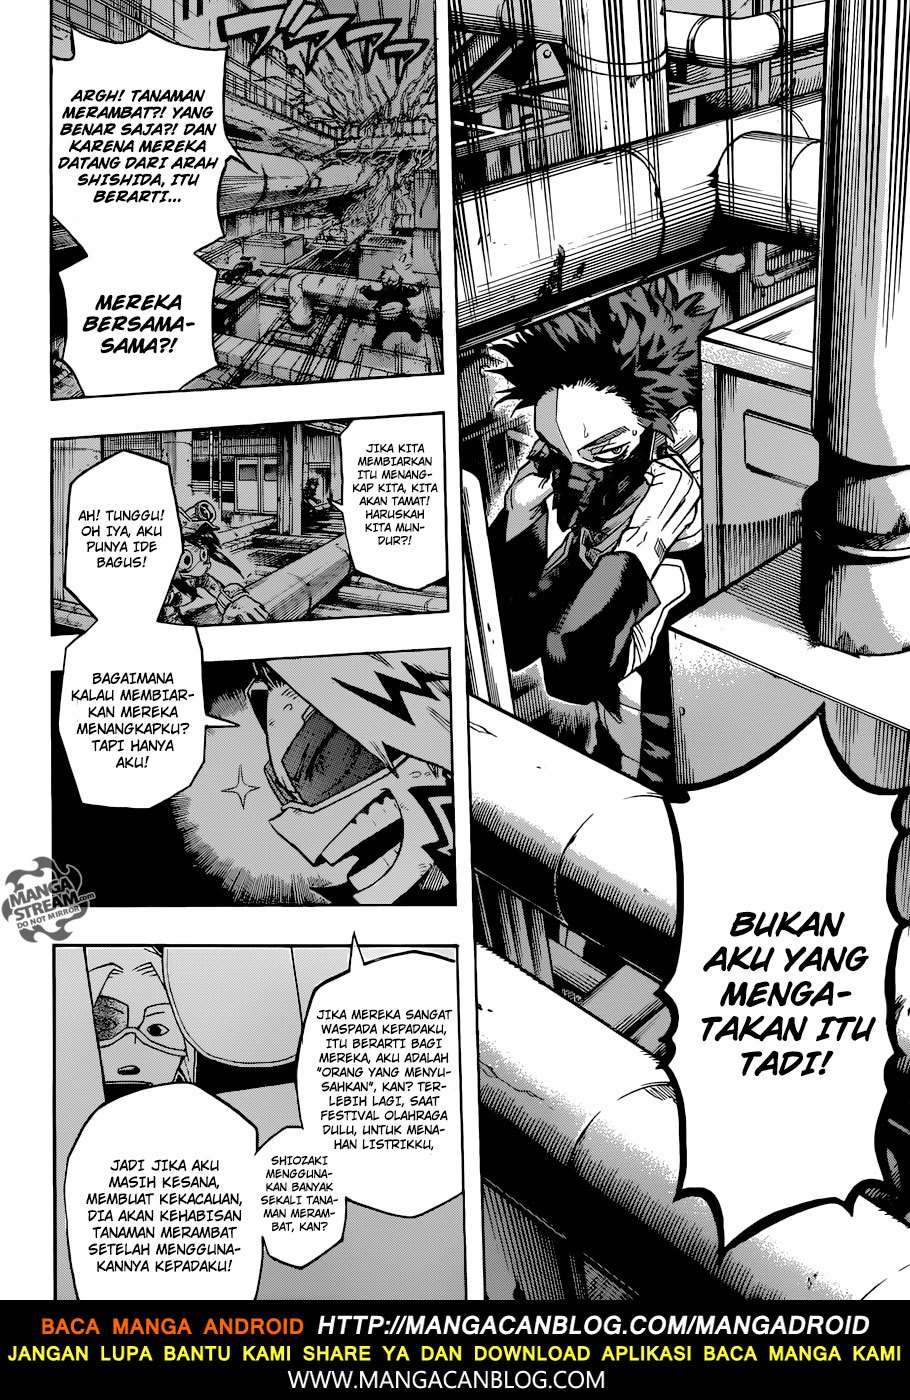 BUKAN
AKU YANG
MENGA-
TAKAN ITU
TADI!
ブアアア
ARGH! TANAMAN
MERAMBAT?! YANG
BENAR SAJA?! DAN
KARENA MEREKA
DATANG DARI ARAH
SHISHIDA, ITU
BERARTI...
MEREKA
BERSAMA-
SAMA?!
JIKA KITA
MEMBIARKAN
ITU MENANG-
KAP KITA, KITA
AKAN TAMAT!
HARUSKAH
KITA MUN-
DUR?!
AH! TUNGGU!
OH IYA, AKU
PUNYA IDE
BAGUS!
BAGAIMANA
KALAU MEMBIAR-
KAN MEREKA
MENANGKAPKU?
TAPI HANYA
AKU!
MANGA
STREAM.com
DO NOT MIRROR
JIKA MEREKA SANGAT
WASPADA KEPADAKU,
ITU BERARTI BAGI
MEREKA, AKU ADALAH
"ORANG YANG MENYU-
SAHKAN", KAN? TER-
LEBIH LAGI, SAAT
FESTIVAL OLAHRAGA
DULU, UNTUK MENA-
HAN LISTRIKKU,
SHIOZAKI
MENGGUNA-
KAN BANYAK
SEKALI TANA-
MAN MERAM-
BAT, KAN?
JADI JIKA AKU
MASIH KESANA,
MEMBUAT KEKACAUAN,
DIA AKAN KEHABISAN
TANAMAN MERAMBAT
SETELAH MENGGUNA-
KANNYA KEPADAKU!
BACA MANGA ANDROID HTTP://MANGACANBLOG.COM/MANGADROID
JANGAN LUPA BANTU KAMI SHARE YA DAN DOWNLOAD APLIKASI BACA MANGA KAMI
WWW.MANGACANBLOG.COM